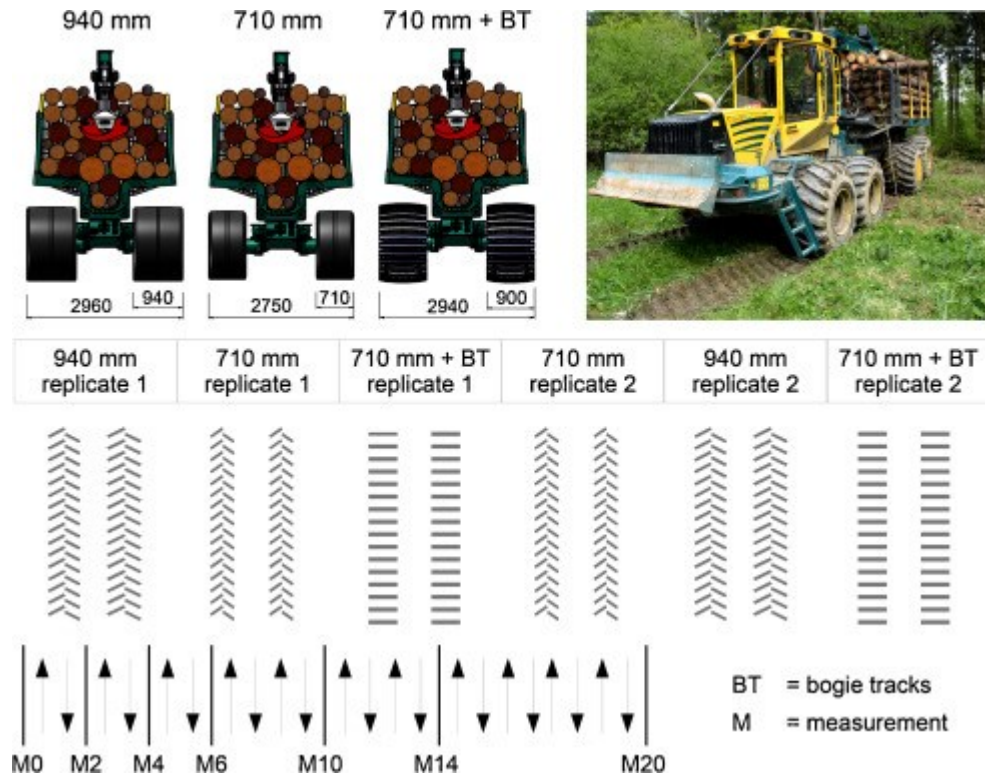 940 mm 710 mm 710 mm + BT
940 710 900
2960 2750 2940
940 mm 710 mm 710 mm + BT 710 mm 940 mm 710 mm + BT
replicate 1 replicate 1 replicate 1 replicate 2 replicate 2 replicate 2
BT = bogie tracks
M = measurement
M0 M2 M4 M6 M10 M14 M20